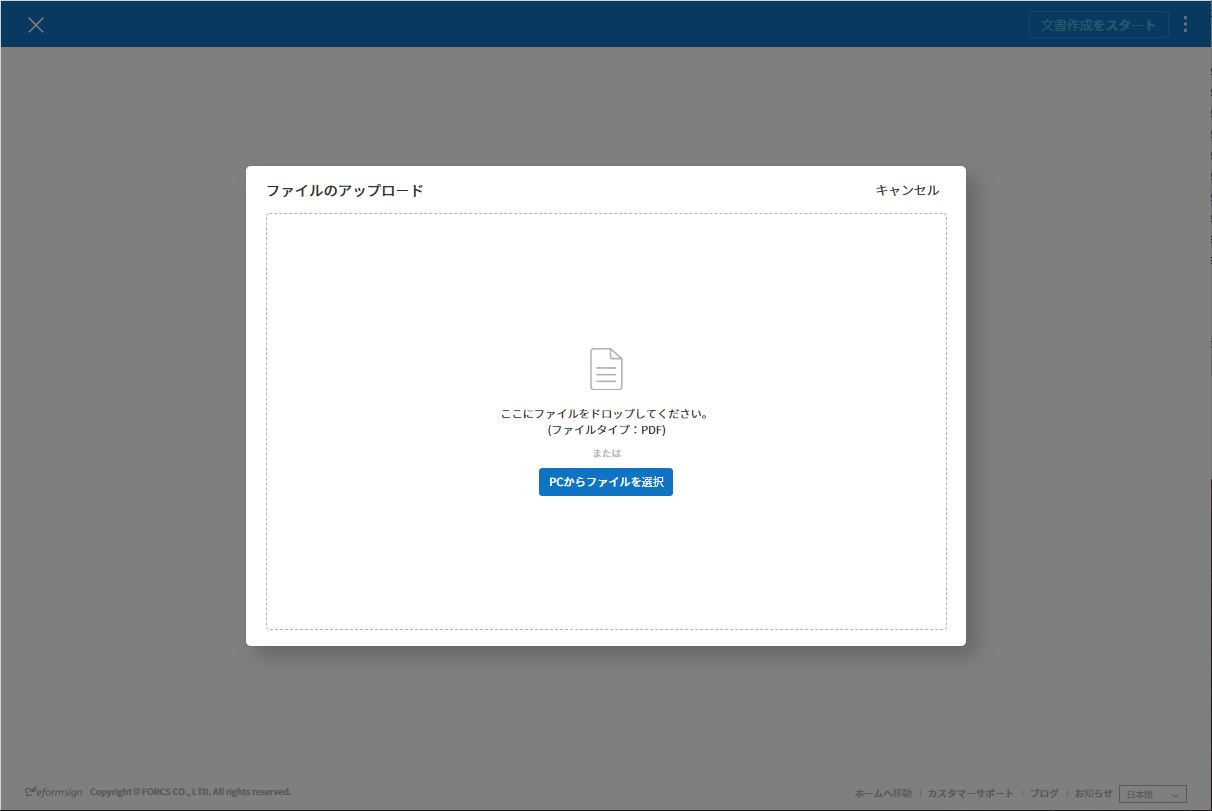 文書作成をスタート
ファイルのアップロード
キャンセル
ここにファイルをドロップしてください。
(ファイルタイプ：PDF)
または
PCからファイルを選択
eformsign Copyright © FORCS CO., LTD. All rights reserved.
ホームへ移動 | カスタマーサポート | ブログ | お知らせ 日本語